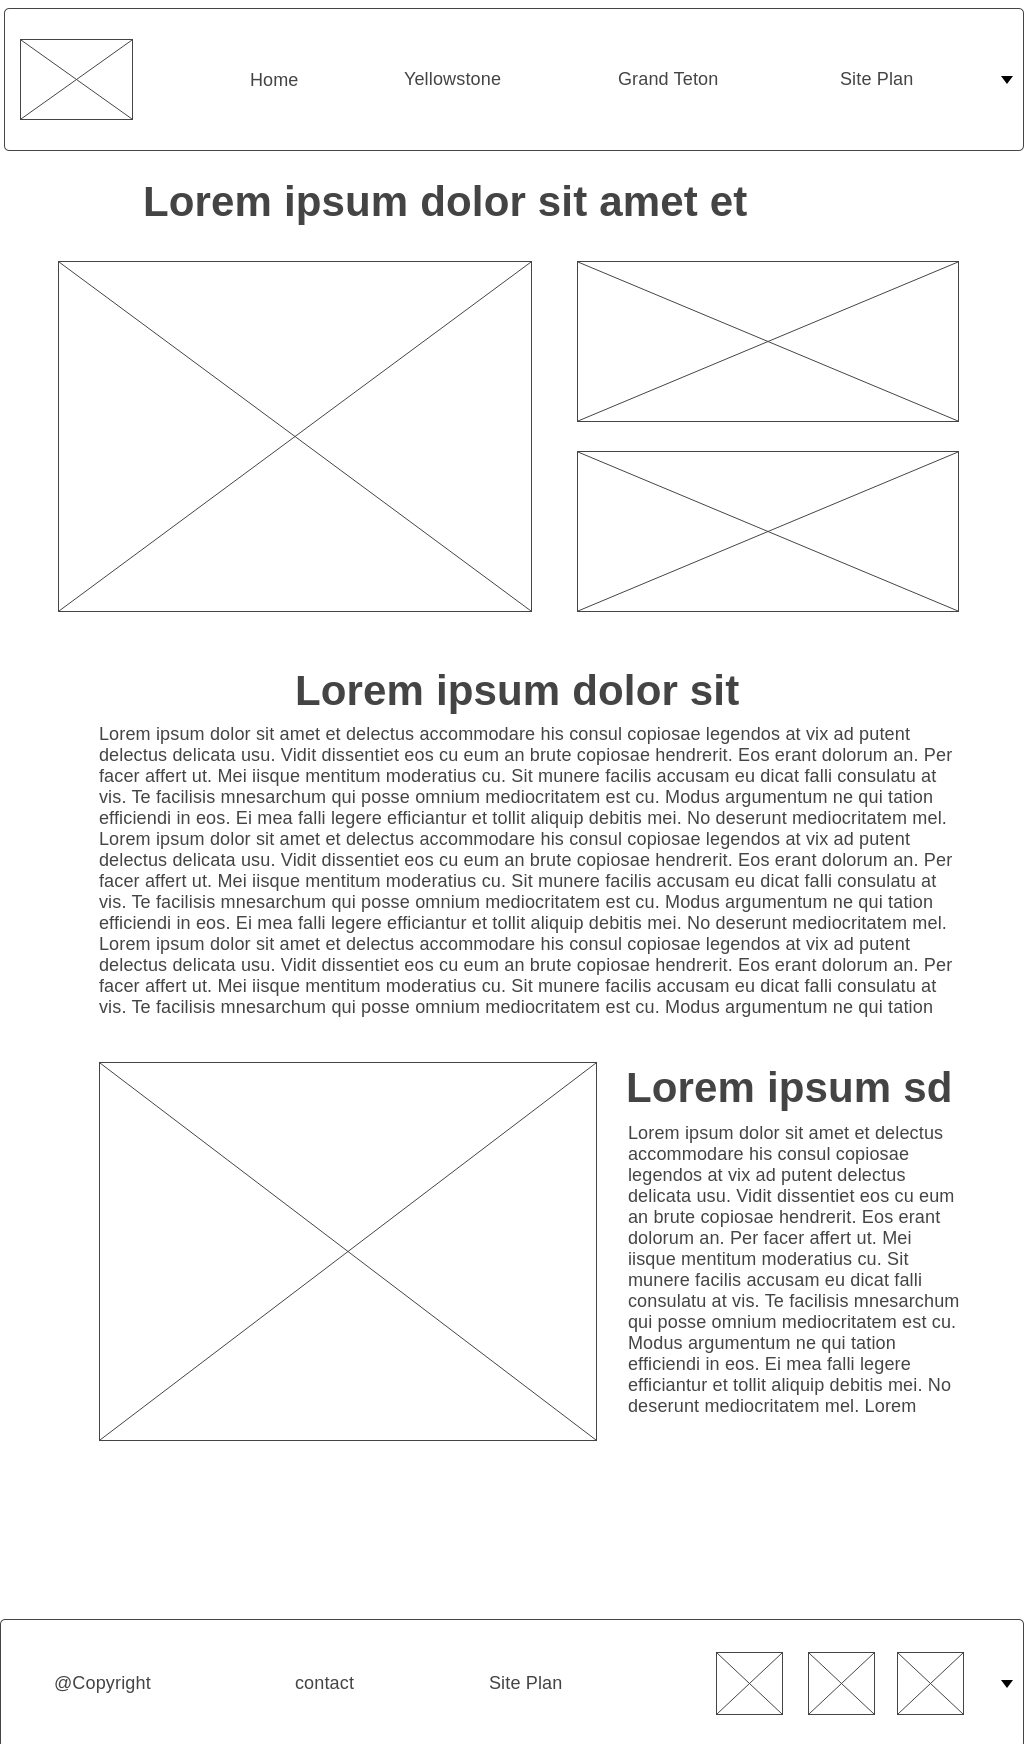 Home Yellowstone Grand Teton Site Plan
Lorem ipsum dolor sit amet et
Lorem ipsum dolor sit
Lorem ipsum dolor sit amet et delectus accommodare his consul copiosae legendos at vix ad putent
delectus delicata usu. Vidit dissentiet eos cu eum an brute copiosae hendrerit. Eos erant dolorum an. Per
facer affert ut. Mei iisque mentitum moderatius cu. Sit munere facilis accusam eu dicat falli consulatu at
vis. Te facilisis mnesarchum qui posse omnium mediocritatem est cu. Modus argumentum ne qui tation
efficiendi in eos. Ei mea falli legere efficiantur et tollit aliquip debitis mei. No deserunt mediocritatem mel.
Lorem ipsum dolor sit amet et delectus accommodare his consul copiosae legendos at vix ad putent
delectus delicata usu. Vidit dissentiet eos cu eum an brute copiosae hendrerit. Eos erant dolorum an. Per
facer affert ut. Mei iisque mentitum moderatius cu. Sit munere facilis accusam eu dicat falli consulatu at
vis. Te facilisis mnesarchum qui posse omnium mediocritatem est cu. Modus argumentum ne qui tation
efficiendi in eos. Ei mea falli legere efficiantur et tollit aliquip debitis mei. No deserunt mediocritatem mel.
Lorem ipsum dolor sit amet et delectus accommodare his consul copiosae legendos at vix ad putent
delectus delicata usu. Vidit dissentiet eos cu eum an brute copiosae hendrerit. Eos erant dolorum an. Per
facer affert ut. Mei iisque mentitum moderatius cu. Sit munere facilis accusam eu dicat falli consulatu at
vis. Te facilisis mnesarchum qui posse omnium mediocritatem est cu. Modus argumentum ne qui tation
Lorem ipsum sd
Lorem ipsum dolor sit amet et delectus
accommodare his consul copiosae
legendos at vix ad putent delectus
delicata usu. Vidit dissentiet eos cu eum
an brute copiosae hendrerit. Eos erant
dolorum an. Per facer affert ut. Mei
iisque mentitum moderatius cu. Sit
munere facilis accusam eu dicat falli
consulatu at vis. Te facilisis mnesarchum
qui posse omnium mediocritatem est cu.
Modus argumentum ne qui tation
efficiendi in eos. Ei mea falli legere
efficiantur et tollit aliquip debitis mei. No
deserunt mediocritatem mel. Lorem
@Copyright contact Site Plan